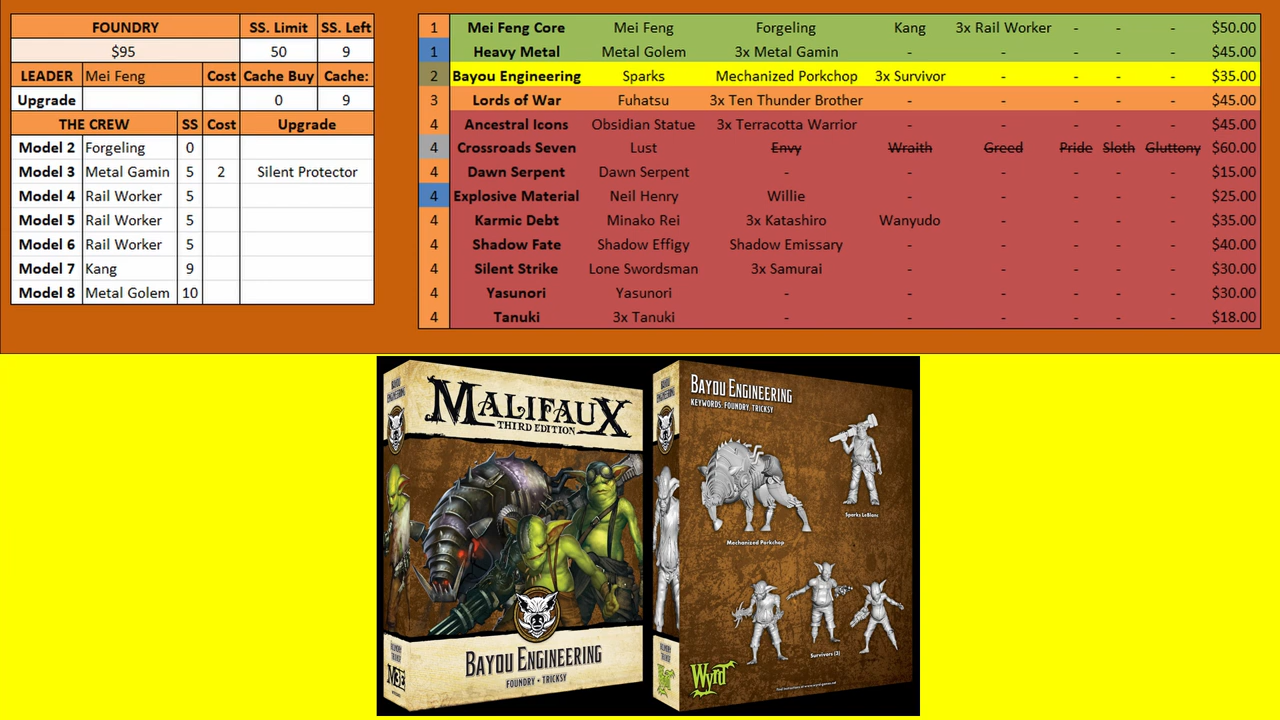 FOUNDRY SS. Limit SS. Left
$95 50 9
LEADER Mei Feng Cost Cache Buy Cache:
Upgrade 0 9
THE CREW SS Cost Upgrade
Model 2 Forgeling 0
Model 3 Metal Gamin 5 2 Silent Protector
Model 4 Rail Worker 5
Model 5 Rail Worker 5
Model 6 Rail Worker 5
Model 7 Kang 9
Model 8 Metal Golem 10
1 Mei Feng Core Mei Feng Forgeling Kang 3x Rail Worker - - - $50.00
1 Heavy Metal Metal Golem 3x Metal Gamin - - - - - $45.00
2 Bayou Engineering Sparks Mechanized Porkchop 3x Survivor - - - - $35.00
3 Lords of War Fuhatsu 3x Ten Thunder Brother - - - - - $45.00
4 Ancestral Icons Obsidian Statue 3x Terracotta Warrior - - - - - $45.00
4 Crossroads Seven Lust Envy Wraith Greed Pride Sloth Gluttony $60.00
4 Dawn Serpent Dawn Serpent - - - - - - $15.00
4 Explosive Material Neil Henry Willie - - - - - $25.00
4 Karmic Debt Minako Rei 3x Katashiro Wanyudo - - - - $35.00
4 Shadow Fate Shadow Effigy Shadow Emissary - - - - - $40.00
4 Silent Strike Lone Swordsman 3x Samurai - - - - - $30.00
4 Yasunori Yasunori - - - - - - $30.00
4 Tanuki 3x Tanuki - - - - - - $18.00
MALIFAUX
THIRD EDITION
BAYOU ENGINEERING
FOUNDRY • TRICKSY
M3E
BAYOU ENGINEERING
KEYWORDS: FOUNDRY, TRICKSY
Sparks LeBlanc
Mechanized Porkchop
Survivors (3)
Wyrd